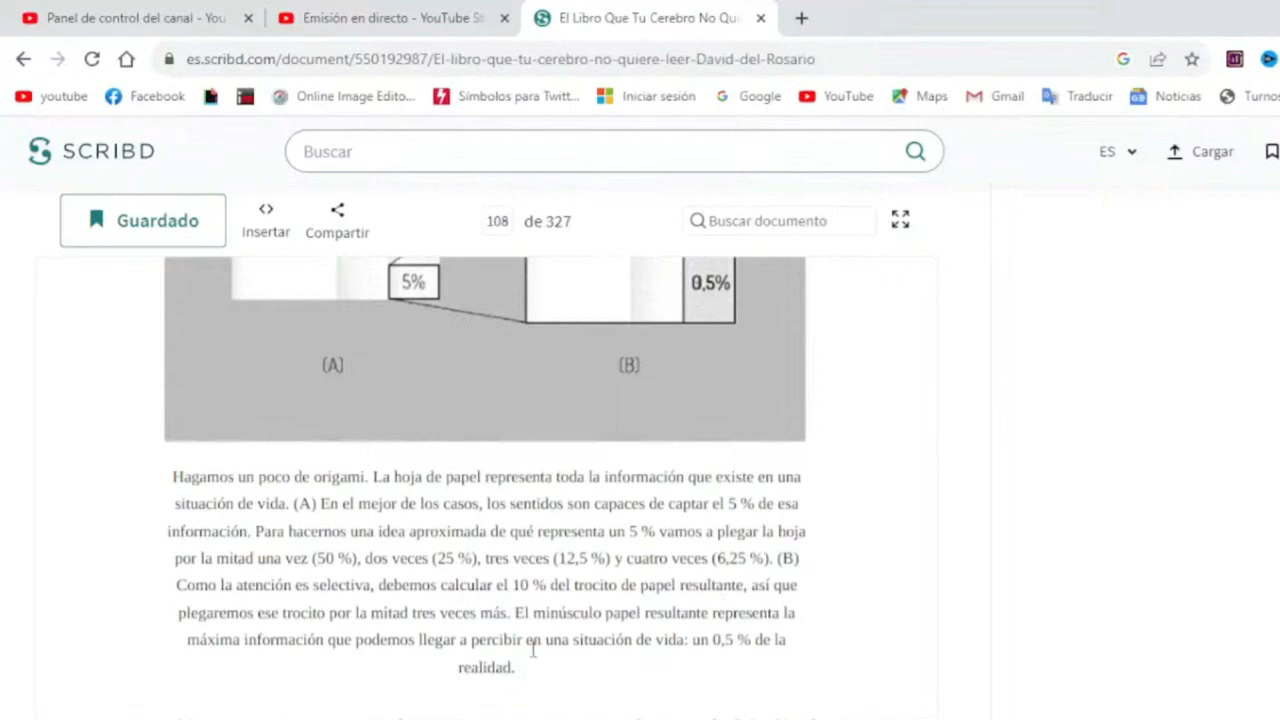 Panel de control del canal - You
Emisión en directo - YouTube St
El Libro Que Tu Cerebro No Qui
es.scribd.com/document/550192987/El-libro-que-tu-cerebro-no-quiere-leer-David-del-Rosario
youtube
Facebook
Online Image Edito...
Símbolos para Twitt...
Iniciar sesión
Google
YouTube
Maps
Gmail
Traducir
Noticias
Turnos
SCRIBD
Buscar
ES
Cargar
Guardado
Insertar
Compartir
108 de 327
Buscar documento
5%
0,5%
(A)
(B)
Hagamos un poco de origami. La hoja de papel representa toda la información que existe en una
situación de vida. (A) En el mejor de los casos, los sentidos son capaces de captar el 5 % de esa
información. Para hacernos una idea aproximada de qué representa un 5 % vamos a plegar la hoja
por la mitad una vez (50 %), dos veces (25 %), tres veces (12,5 %) y cuatro veces (6,25 %). (B)
Como la atención es selectiva, debemos calcular el 10 % del trocito de papel resultante, así que
plegaremos ese trocito por la mitad tres veces más. El minúsculo papel resultante representa la
máxima información que podemos llegar a percibir en una situación de vida: un 0,5 % de la
realidad.